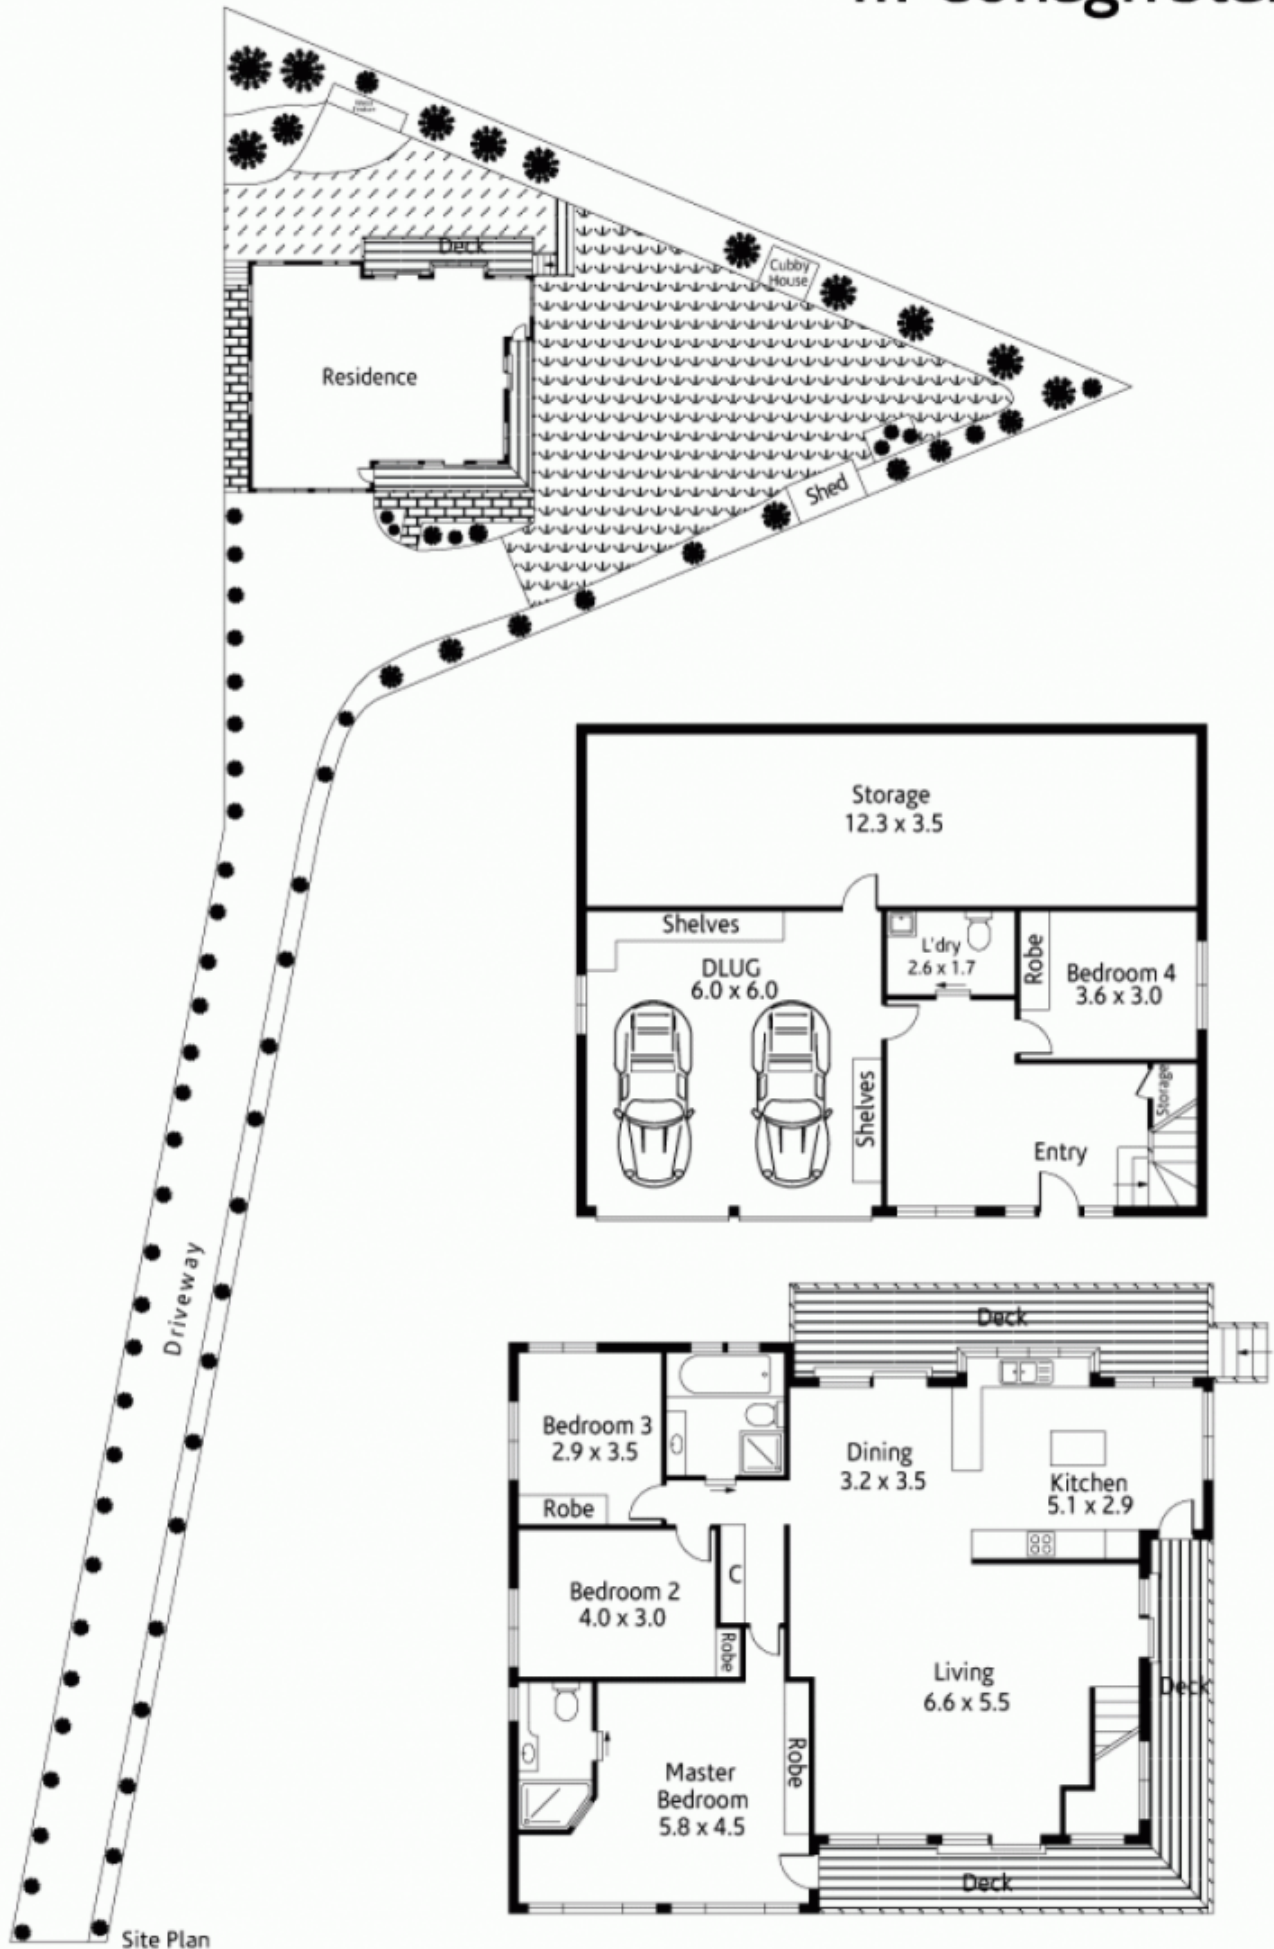 Deck
Cubby
House
Residence
Shed
Storage
12.3 x 3.5
Shelves
DLUG
6.0 x 6.0
L'dry
2.6 x 1.7
Robe
Bedroom 4
3.6 x 3.0
Shelves
Storage
Entry
Driveway
Deck
Bedroom 3
2.9 x 3.5
Dining
3.2 x 3.5
Kitchen
5.1 x 2.9
Robe
C
Bedroom 2
4.0 x 3.0
Robe
Living
6.6 x 5.5
Deck
Robe
Master
Bedroom
5.8 x 4.5
Deck
Site Plan